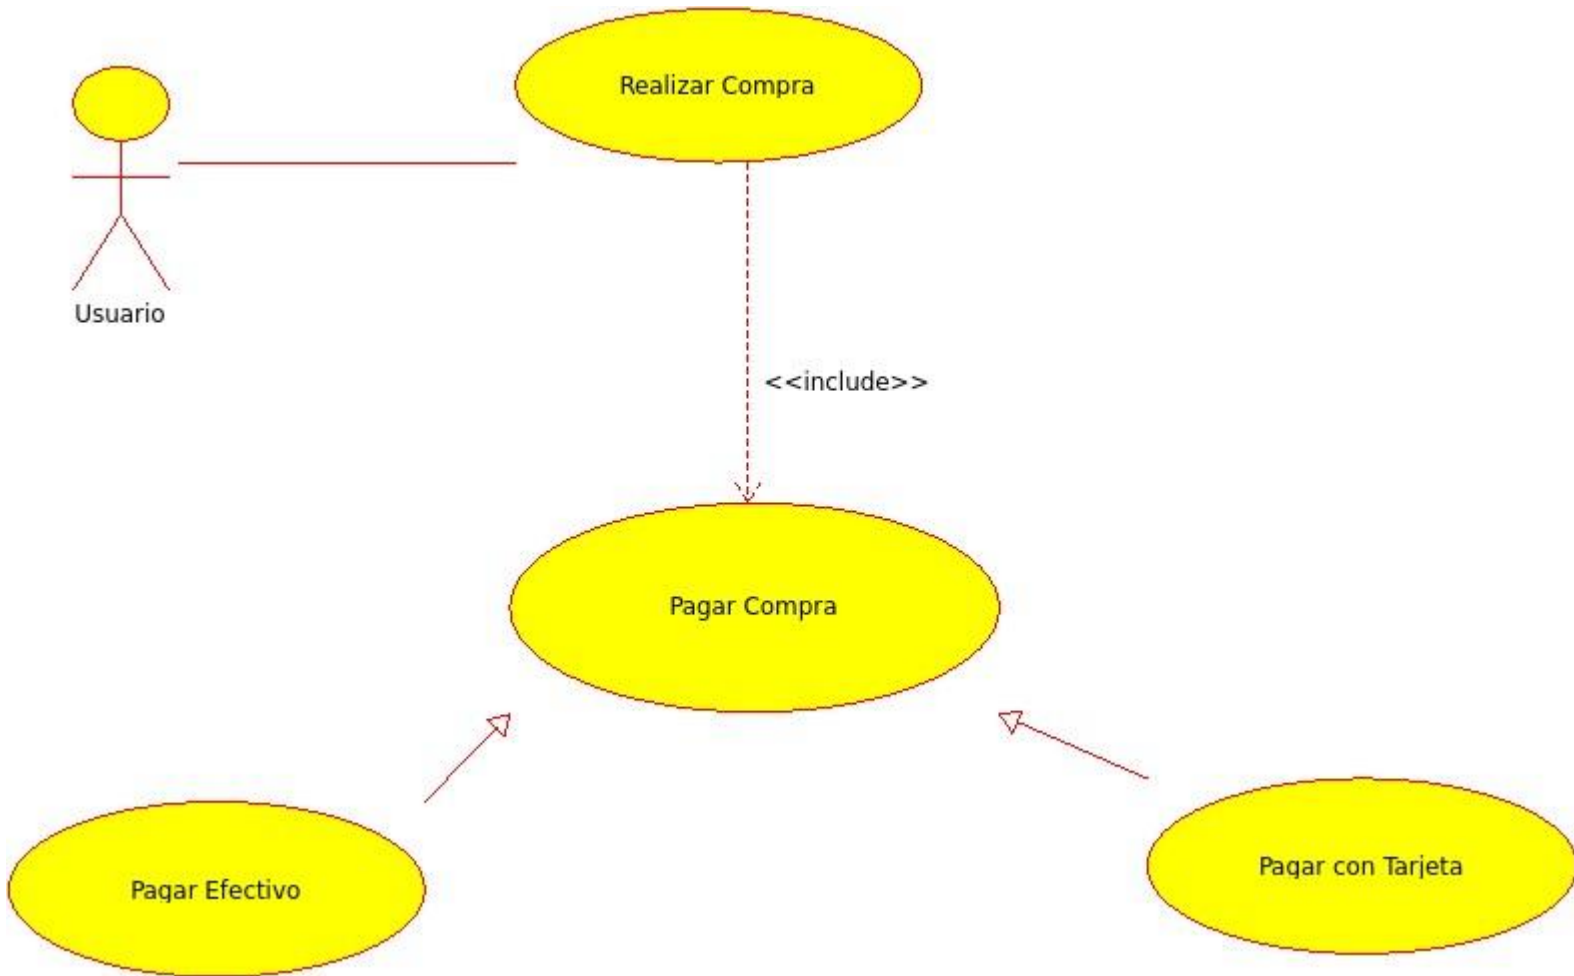 Realizar Compra
Usuario
<<include>>
Pagar Compra
Pagar Efectivo
Pagar con Tarjeta